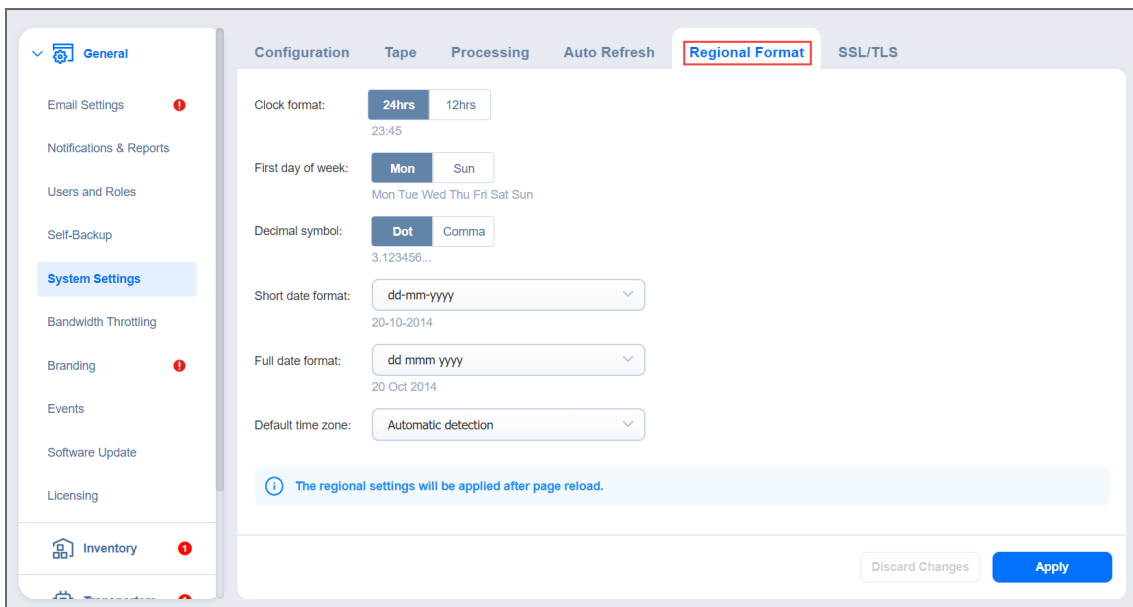 General
Email Settings
Notifications & Reports
Users and Roles
Self-Backup
System Settings
Bandwidth Throttling
Branding
Events
Software Update
Licensing
Inventory 1
Configuration Tape Processing Auto Refresh Regional Format SSL/TLS
Clock format: 24hrs 12hrs
23:45
First day of week: Mon Sun
Mon Tue Wed Thu Fri Sat Sun
Decimal symbol: Dot Comma
3.123456...
Short date format: dd-mm-yyyy
20-10-2014
Full date format: dd mmm yyyy
20 Oct 2014
Default time zone: Automatic detection
The regional settings will be applied after page reload.
Discard Changes Apply